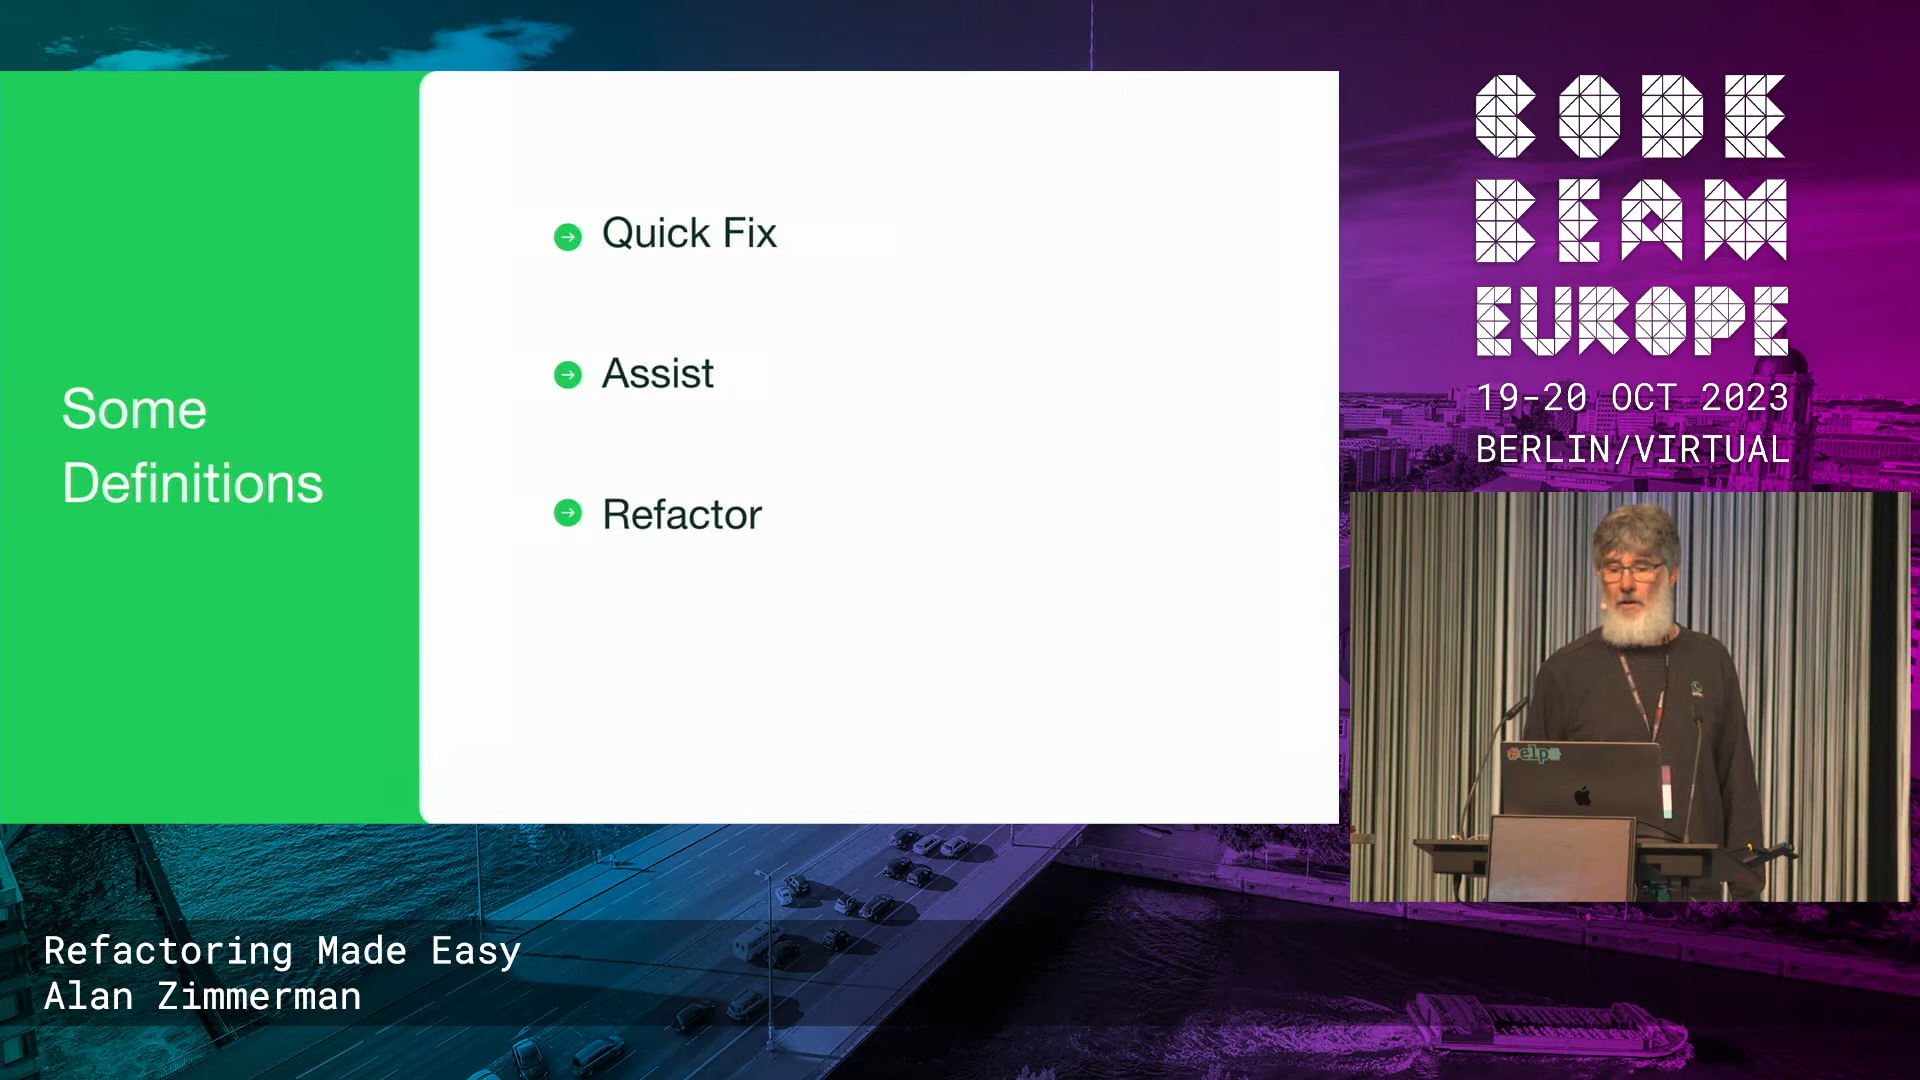 Some
Definitions
Quick Fix
Assist
Refactor
CODE
BEAM
EUROPE
19-20 OCT 2023
BERLIN/VIRTUAL
#elp
Refactoring Made Easy
Alan Zimmerman